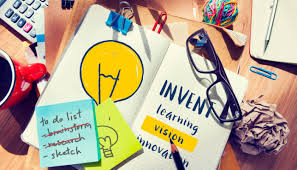 to do list
- brainstorm
- research
- sketch
INVENT
learning
vision
innovation